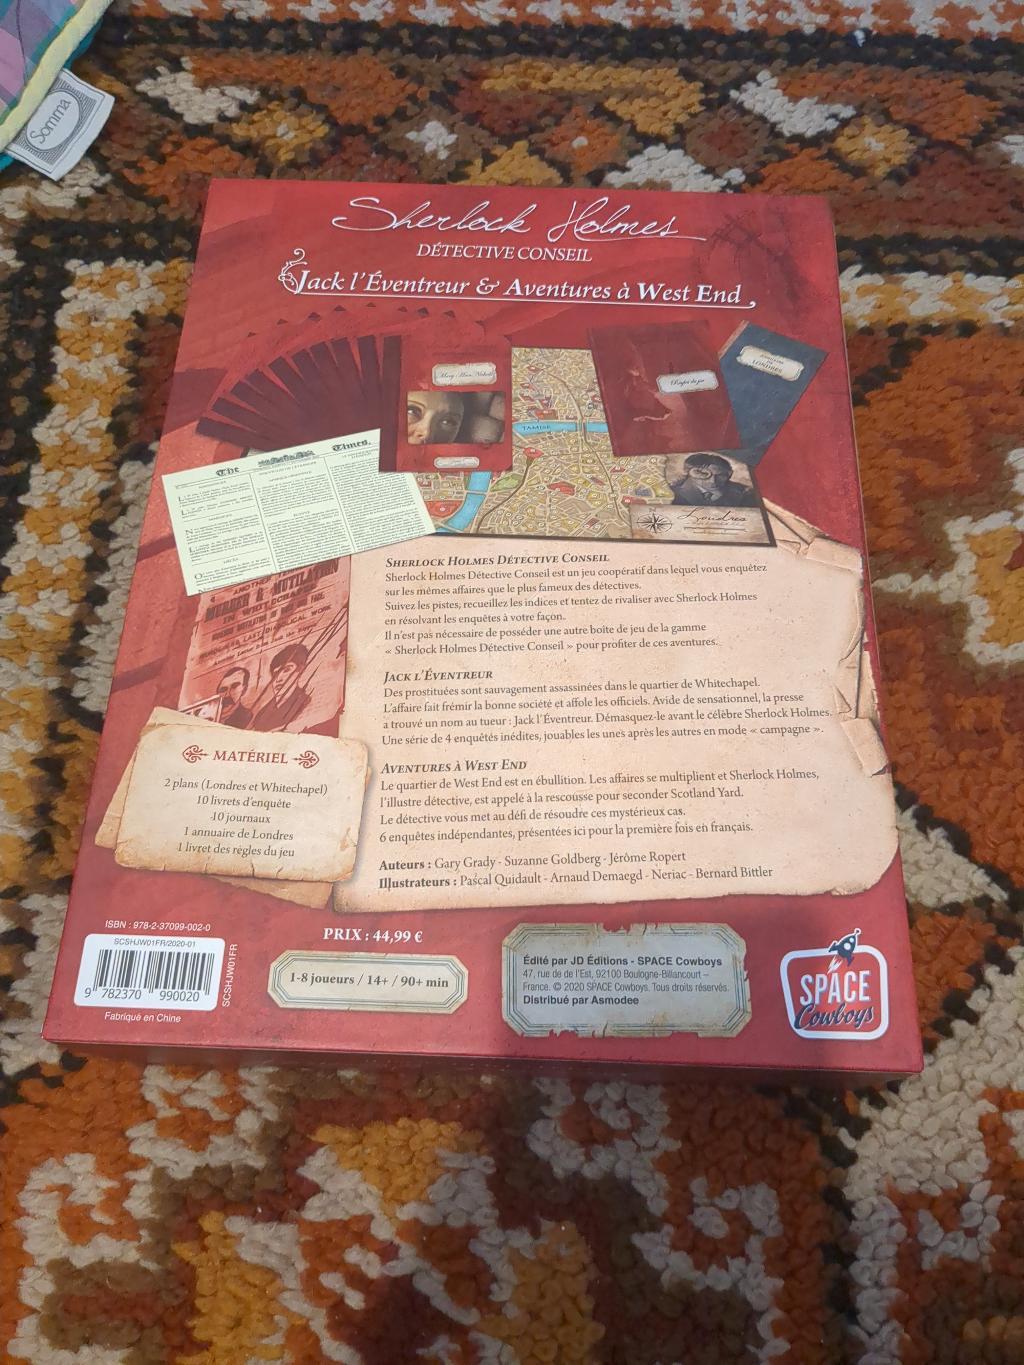 Somma
Sherlock Holmes
DÉTECTIVE CONSEIL
Jack l'Éventreur & Aventures à West End
Mary-Ann Nichols
Règles du jeu
ANNUAIRE
DE
LONDRES
TAMISE
The Times.
Londres
MURDER & MUTILATION
IN WHITECHAPEL
SHERLOCK HOLMES DÉTECTIVE CONSEIL
Sherlock Holmes Détective Conseil est un jeu coopératif dans lequel vous enquêtez
sur les mêmes affaires que le plus fameux des détectives.
Suivez les pistes, recueillez les indices et tentez de rivaliser avec Sherlock Holmes
en résolvant les enquêtes à votre façon.
Il n'est pas nécessaire de posséder une autre boîte de jeu de la gamme
« Sherlock Holmes Détective Conseil » pour profiter de ces aventures.
JACK L'ÉVENTREUR
Des prostituées sont sauvagement assassinées dans le quartier de Whitechapel.
L'affaire fait frémir la bonne société et affole les officiels. Avide de sensationnel, la presse
a trouvé un nom au tueur : Jack l'Éventreur. Démasquez-le avant le célèbre Sherlock Holmes.
Une série de 4 enquêtes inédites, jouables les unes après les autres en mode « campagne ».
AVENTURES À WEST END
Le quartier de West End est en ébullition. Les affaires se multiplient et Sherlock Holmes,
l'illustre détective, est appelé à la rescousse pour seconder Scotland Yard.
Le détective vous met au défi de résoudre ces mystérieux cas.
6 enquêtes indépendantes, présentées ici pour la première fois en français.
Auteurs : Gary Grady - Suzanne Goldberg - Jérôme Ropert
Illustrateurs : Pascal Quidault - Arnaud Demaegd - Neriac - Bernard Bittler
MATÉRIEL
2 plans (Londres et Whitechapel)
10 livrets d'enquête
10 journaux
1 annuaire de Londres
1 livret des règles du jeu
ISBN : 978-2-37099-002-0
SCSHJW01FR/2020-01
9 782370 990020
SCSHJW01FR
Fabriqué en Chine
PRIX : 44,99 €
1-8 joueurs / 14+ / 90+ min
Édité par JD Éditions - SPACE Cowboys
47, rue de de l'Est, 92100 Boulogne-Billancourt –
France. © 2020 SPACE Cowboys. Tous droits réservés.
Distribué par Asmodee
SPACE
Cowboys